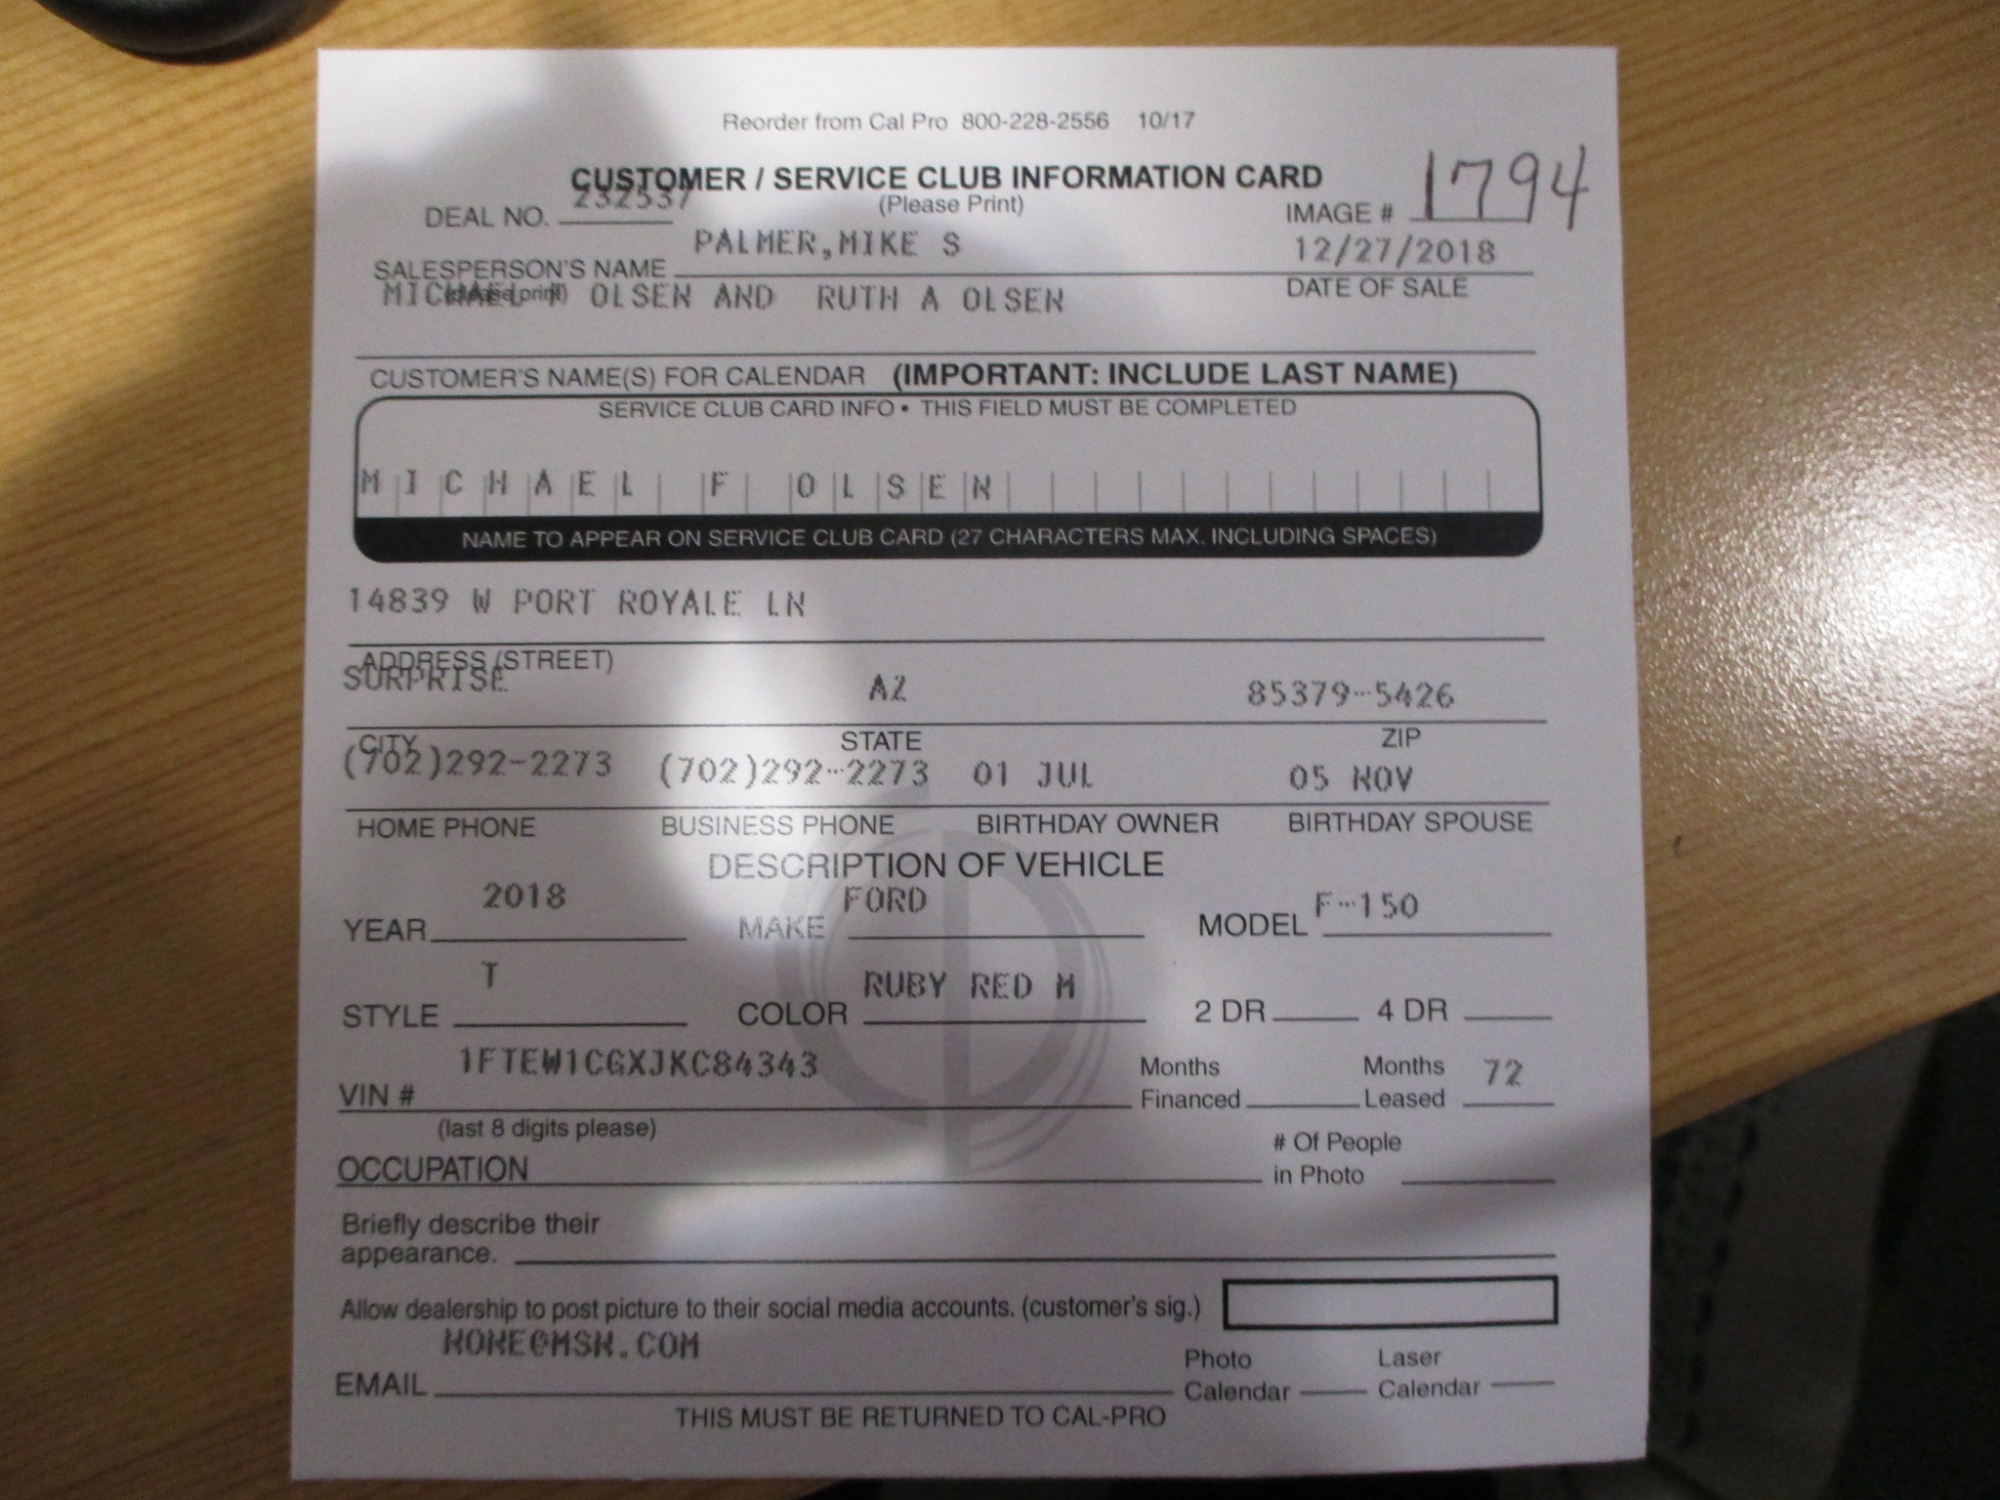 Reorder from Cal Pro 800-228-2556 10/17
CUSTOMER / SERVICE CLUB INFORMATION CARD
(Please Print)
DEAL NO. 232537
IMAGE # 1794
SALESPERSON'S NAME PALMER,MIKE S
12/27/2018
(please print)
DATE OF SALE
MICHAEL F OLSEN AND RUTH A OLSEN
CUSTOMER'S NAME(S) FOR CALENDAR (IMPORTANT: INCLUDE LAST NAME)
SERVICE CLUB CARD INFO • THIS FIELD MUST BE COMPLETED
MICHAEL F OLSEN
NAME TO APPEAR ON SERVICE CLUB CARD (27 CHARACTERS MAX. INCLUDING SPACES)
14839 W PORT ROYALE LN
ADDRESS (STREET)
SURPRISE AZ 85379-5426
CITY STATE ZIP
(702)292-2273 (702)292-2273 01 JUL 05 NOV
HOME PHONE BUSINESS PHONE BIRTHDAY OWNER BIRTHDAY SPOUSE
DESCRIPTION OF VEHICLE
YEAR 2018 MAKE FORD MODEL F-150
STYLE T COLOR RUBY RED M 2 DR 4 DR
VIN # 1FTEW1CGXJKC84343 Months Financed Months Leased 72
(last 8 digits please)
OCCUPATION # Of People in Photo
Briefly describe their
appearance.
Allow dealership to post picture to their social media accounts. (customer's sig.)
EMAIL NONE@MSN.COM Photo Calendar Laser Calendar
THIS MUST BE RETURNED TO CAL-PRO